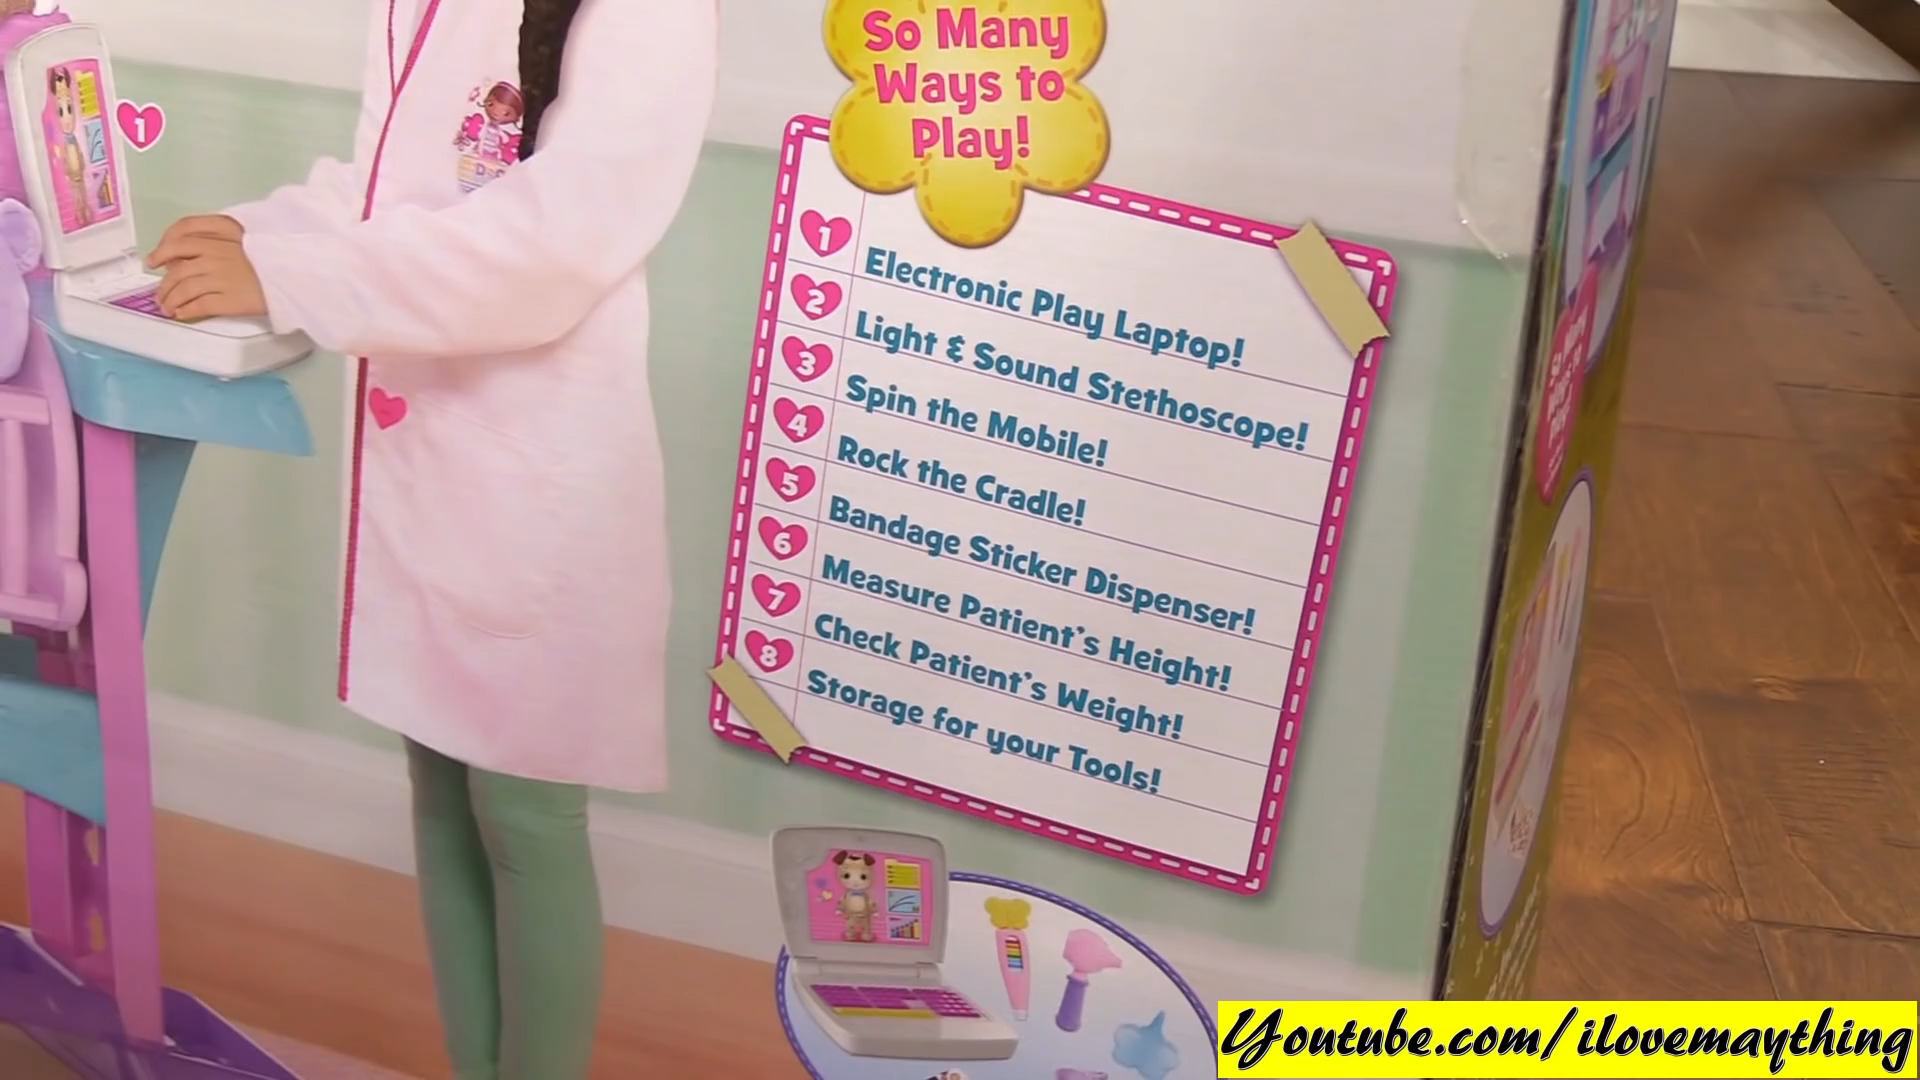 So Many
Ways to
Play!
1
1 Electronic Play Laptop!
2 Light & Sound Stethoscope!
3 Spin the Mobile!
4 Rock the Cradle!
5 Bandage Sticker Dispenser!
6 Measure Patient's Height!
7 Check Patient's Weight!
8 Storage for your Tools!
Youtube.com/ilovemaything